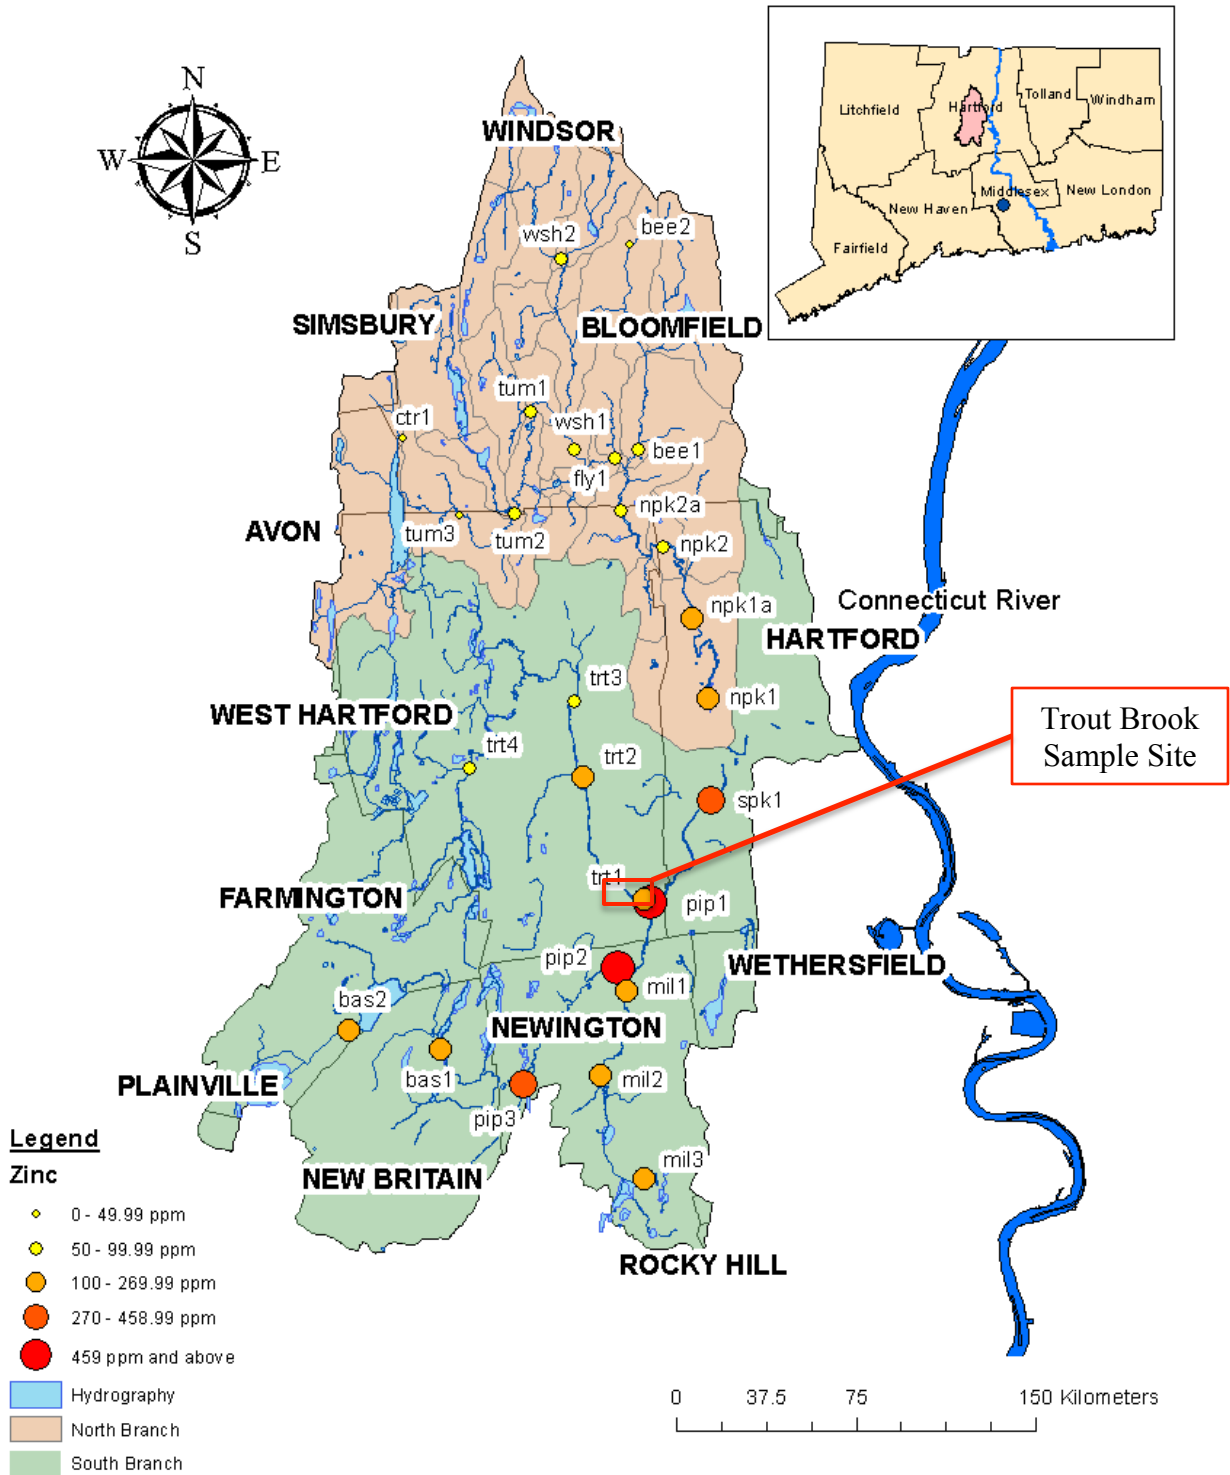 N
W
E
S
Litchfield
Hartford
Tolland
Windham
Middlesex
New London
New Haven
Fairfield
WINDSOR
wsh2
bee2
SIMSBURY
BLOOMFIELD
tum1
ctr1
wsh1
bee1
fly1
npk2a
AVON
tum3
tum2
npk2
npk1a
Connecticut River
HARTFORD
trt3
npk1
WEST HARTFORD
Trout Brook
Sample Site
trt4
trt2
spk1
trt1
FARMINGTON
pip1
pip2
WETHERSFIELD
mil1
bas2
NEWINGTON
bas1
mil2
PLAINVILLE
pip3
mil3
NEW BRITAIN
ROCKY HILL
Legend
Zinc
0 - 49.99 ppm
50 - 99.99 ppm
100 - 269.99 ppm
270 - 458.99 ppm
459 ppm and above
Hydrography
North Branch
South Branch
0 37.5 75 150 Kilometers